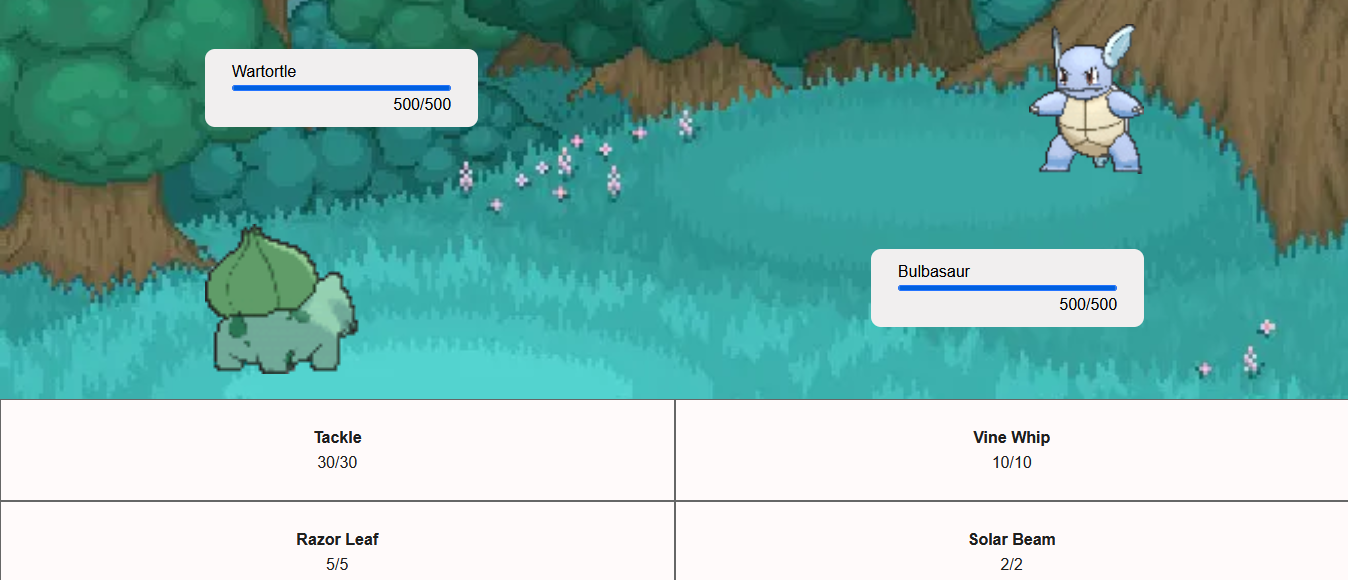 Wartortle
500/500
Bulbasaur
500/500
Tackle
30/30
Vine Whip
10/10
Razor Leaf
5/5
Solar Beam
2/2